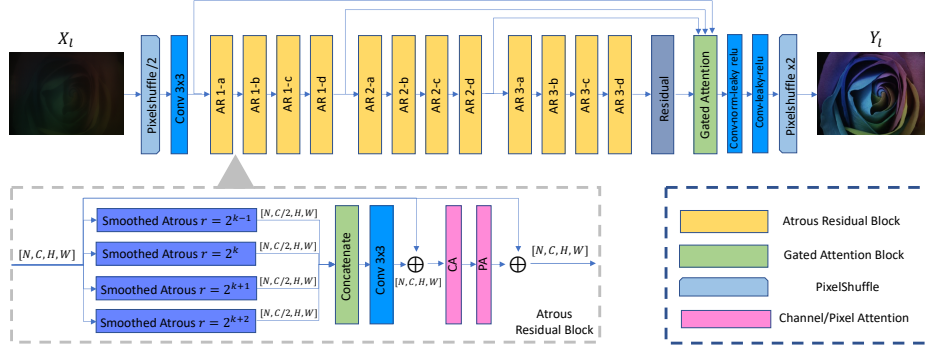 X_l
Y_l
Pixelshuffle /2
Conv 3x3
AR 1-a
AR 1-b
AR 1-c
AR 1-d
AR 2-a
AR 2-b
AR 2-c
AR 2-d
AR 3-a
AR 3-b
AR 3-c
AR 3-d
Residual
Gated Attention
Conv-norm-leaky relu
Conv-leaky-relu
Pixelshuffle x2
[N, C, H, W]
Smoothed Atrous r = 2^{k−1}
[N, C/2, H, W]
Smoothed Atrous r = 2^k
[N, C/2, H, W]
Smoothed Atrous r = 2^{k+1}
[N, C/2, H, W]
Smoothed Atrous r = 2^{k+2}
[N, C/2, H, W]
Concatenate
Conv 3x3
[N, C, H, W]
CA
PA
[N, C, H, W]
Atrous
Residual Block
Atrous Residual Block
Gated Attention Block
PixelShuffle
Channel/Pixel Attention